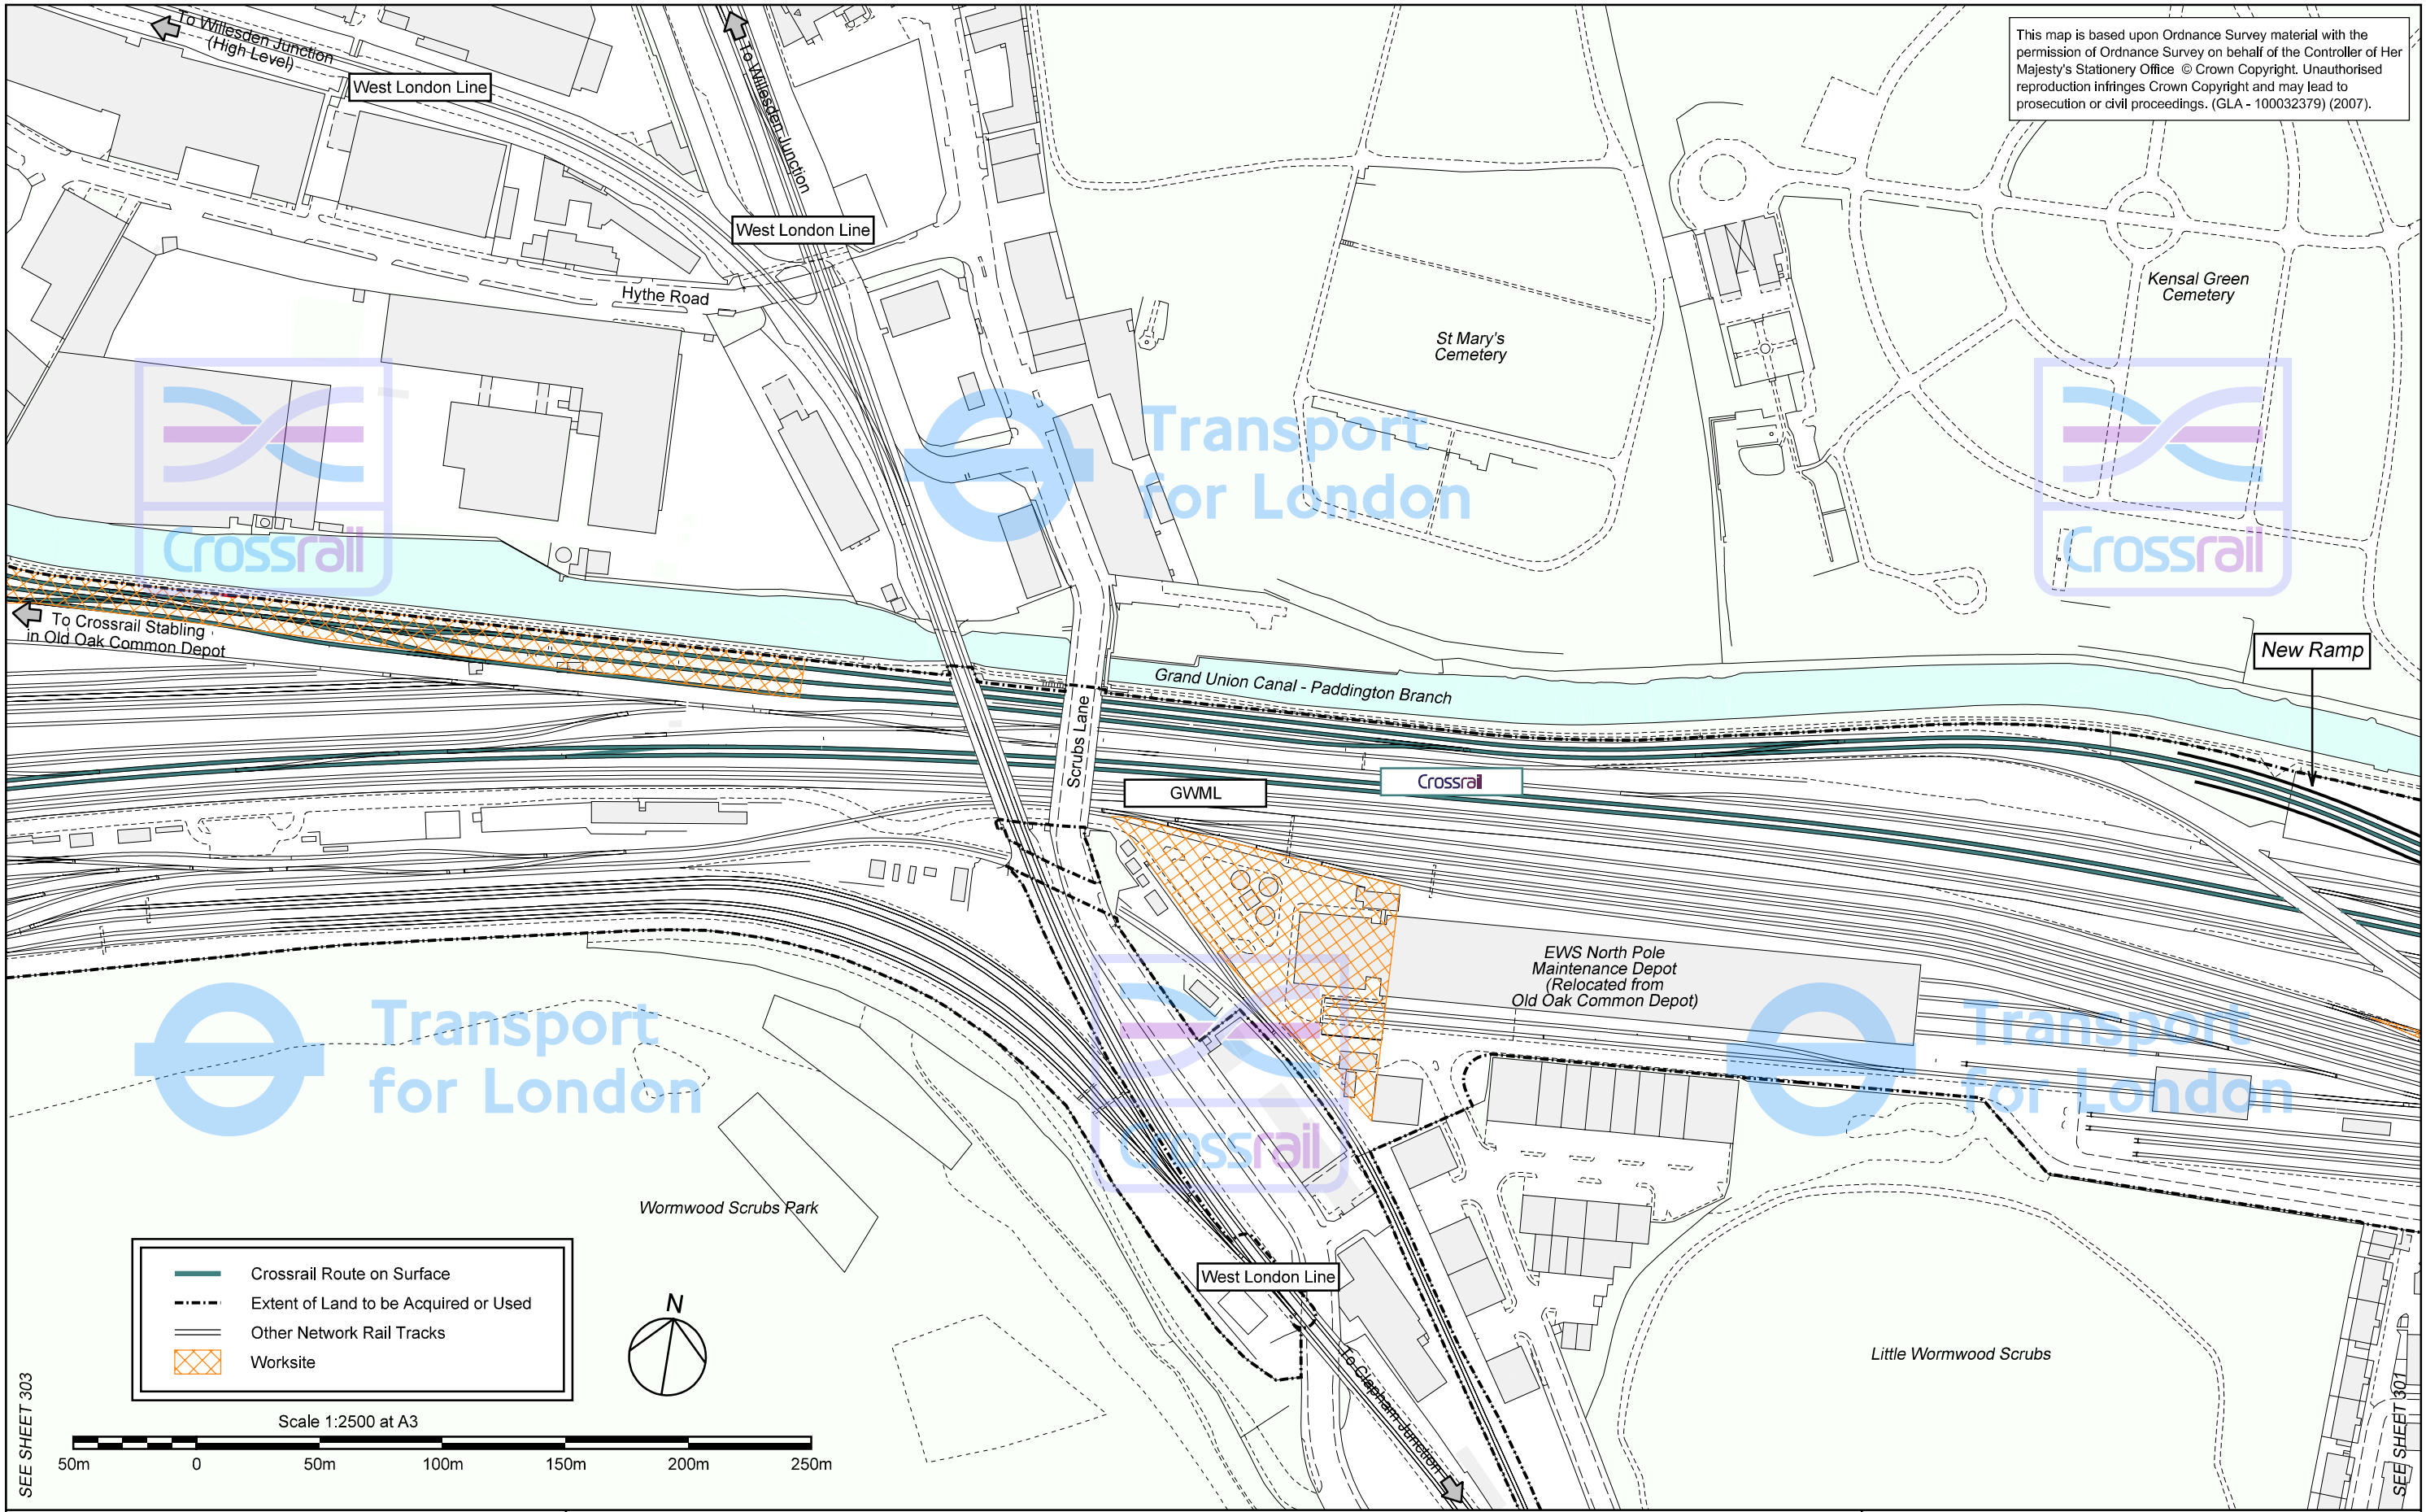 To Willesden Junction
(High Level)
West London Line
To Willesden Junction
This map is based upon Ordnance Survey material with the
permission of Ordnance Survey on behalf of the Controller of Her
Majesty's Stationery Office © Crown Copyright. Unauthorised
reproduction infringes Crown Copyright and may lead to
prosecution or civil proceedings. (GLA - 100032379) (2007).
West London Line
Hythe Road
St Mary's
Cemetery
Kensal Green
Cemetery
Crossrail
Transport
for London
Crossrail
To Crossrail Stabling
in Old Oak Common Depot
New Ramp
Grand Union Canal - Paddington Branch
Scrubs Lane
GWML
Crossrail
EWS North Pole
Maintenance Depot
(Relocated from
Old Oak Common Depot)
Transport
for London
Crossrail
Transport
for London
Wormwood Scrubs Park
West London Line
To Clapham Junction
Little Wormwood Scrubs
Crossrail Route on Surface
Extent of Land to be Acquired or Used
Other Network Rail Tracks
Worksite
N
Scale 1:2500 at A3
50m 0 50m 100m 150m 200m 250m
SEE SHEET 303
SEE SHEET 301